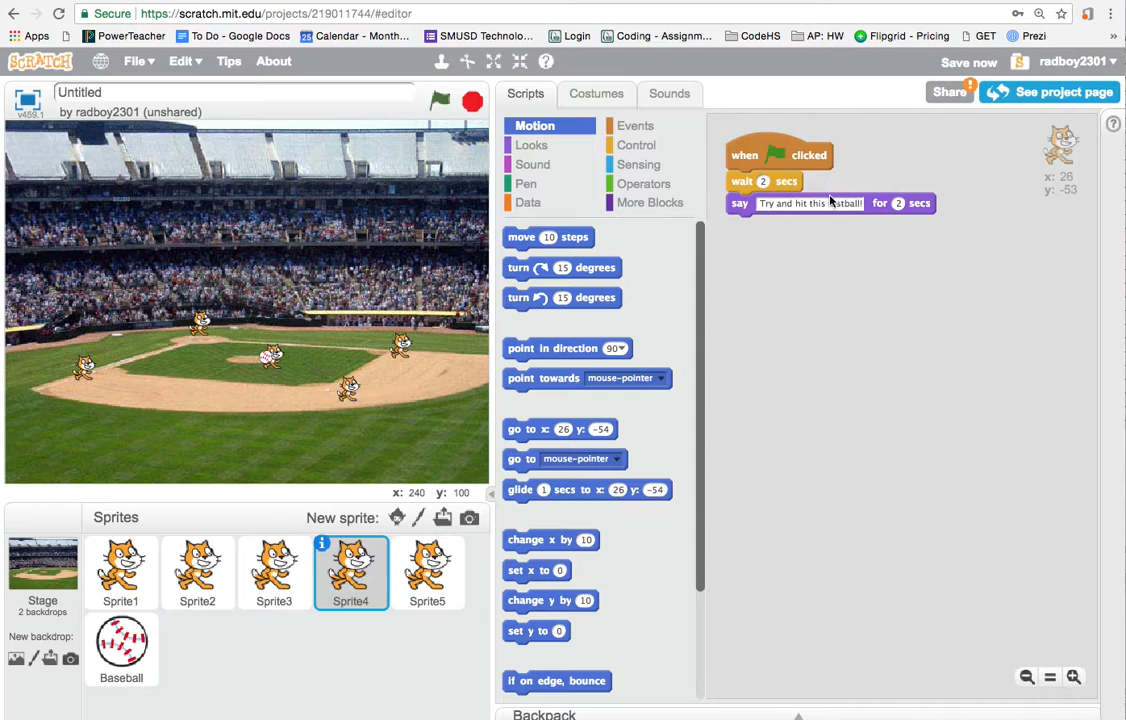 Secure https://scratch.mit.edu/projects/219011744/#editor
Apps PowerTeacher To Do - Google Docs Calendar - Month... SMUSD Technolo... Login Coding - Assignm... CodeHS AP: HW Flipgrid - Pricing GET Prezi »
SCRATCH File▼ Edit▼ Tips About Save now radboy2301▼
Untitled
by radboy2301 (unshared)
v459.1
Scripts Costumes Sounds Share See project page
Motion Events
Looks Control
Sound Sensing
Pen Operators
Data More Blocks
move 10 steps
turn 15 degrees
turn 15 degrees
point in direction 90▼
point towards mouse-pointer
go to x: 26 y: -54
go to mouse-pointer
glide 1 secs to x: 26 y: -54
change x by 10
set x to 0
change y by 10
set y to 0
if on edge, bounce
when clicked
wait 2 secs
say Try and hit this for 2 secs
x: 26
y: -53
x: 240 y: 100
Sprites New sprite:
Stage
2 backdrops
New backdrop:
Sprite1 Sprite2 Sprite3 Sprite4 Sprite5
Baseball
Backpack